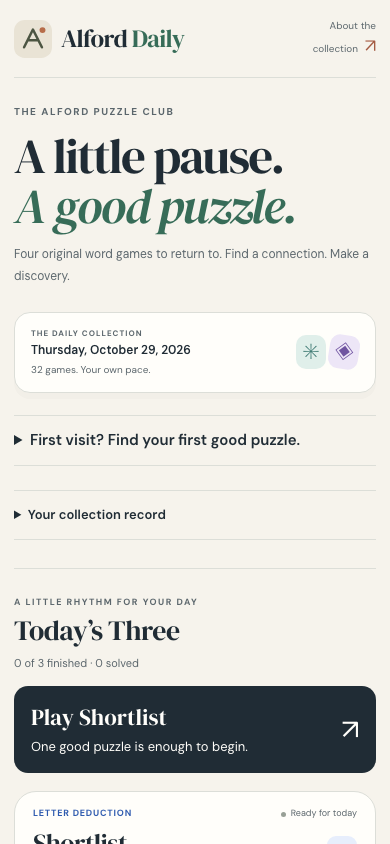 Alford Daily
About the
collection
THE ALFORD PUZZLE CLUB
A little pause.
A good puzzle.
Four original word games to return to. Find a connection. Make a
discovery.
THE DAILY COLLECTION
Thursday, October 29, 2026
32 games. Your own pace.
First visit? Find your first good puzzle.
Your collection record
A LITTLE RHYTHM FOR YOUR DAY
Today’s Three
0 of 3 finished · 0 solved
Play Shortlist
One good puzzle is enough to begin.
LETTER DEDUCTION
Ready for today
Shortlist